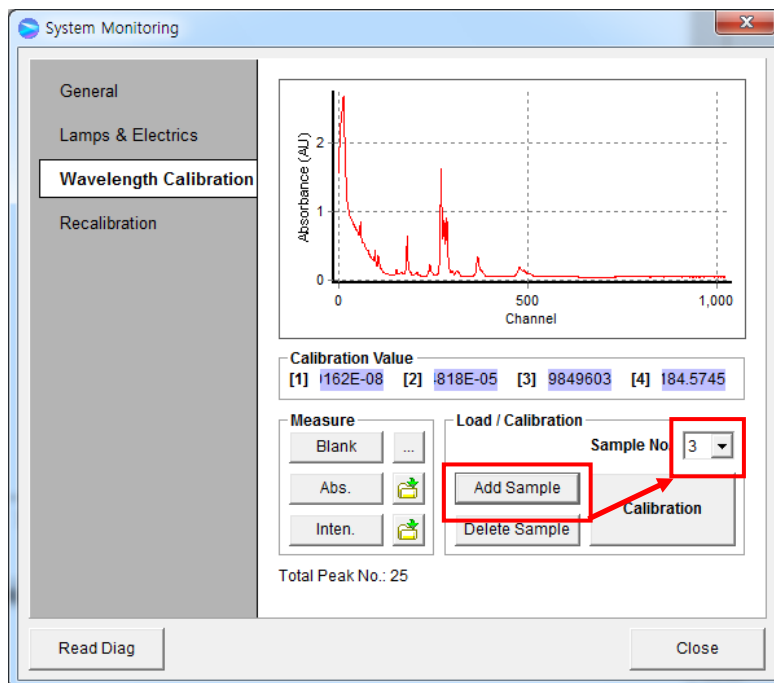 System Monitoring
General
Lamps & Electrics
Wavelength Calibration
Recalibration
Absorbance (AU)
2
1
0
0 500 1,000
Channel
Calibration Value
[1] 162E-08 [2] 818E-05 [3] 9849603 [4] 184.5745
Measure
Blank ...
Abs.
Inten.
Load / Calibration
Sample No. 3
Add Sample
Calibration
Delete Sample
Total Peak No.: 25
Read Diag
Close